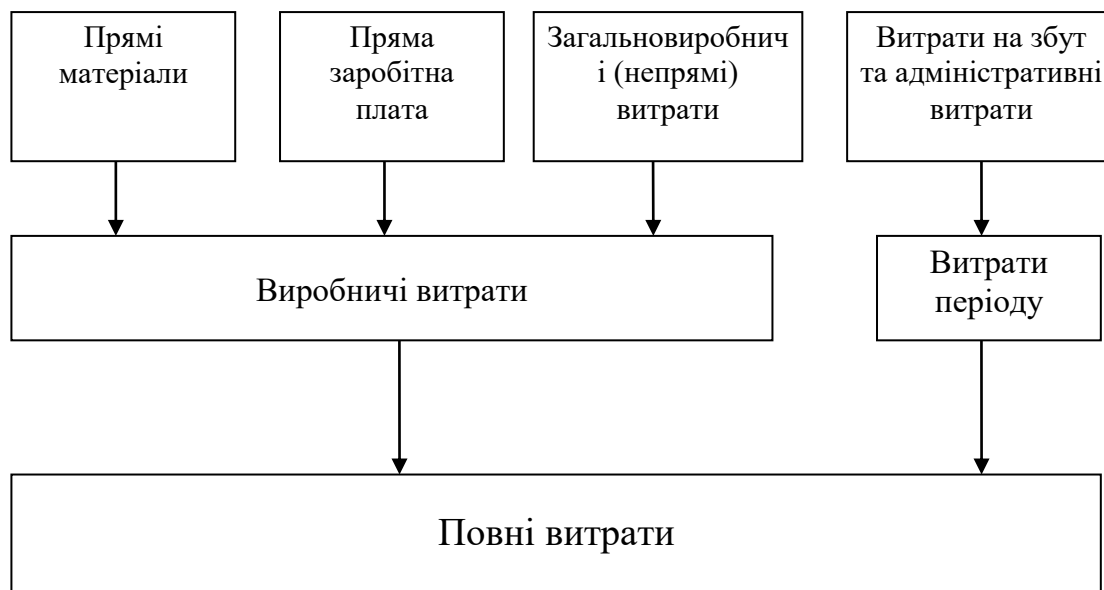 Прямі
матеріали
Пряма
заробітна
плата
Загальновиробнич
і (непрямі)
витрати
Витрати на збут
та адміністративні
витрати
Виробничі витрати
Витрати
періоду
Повні витрати